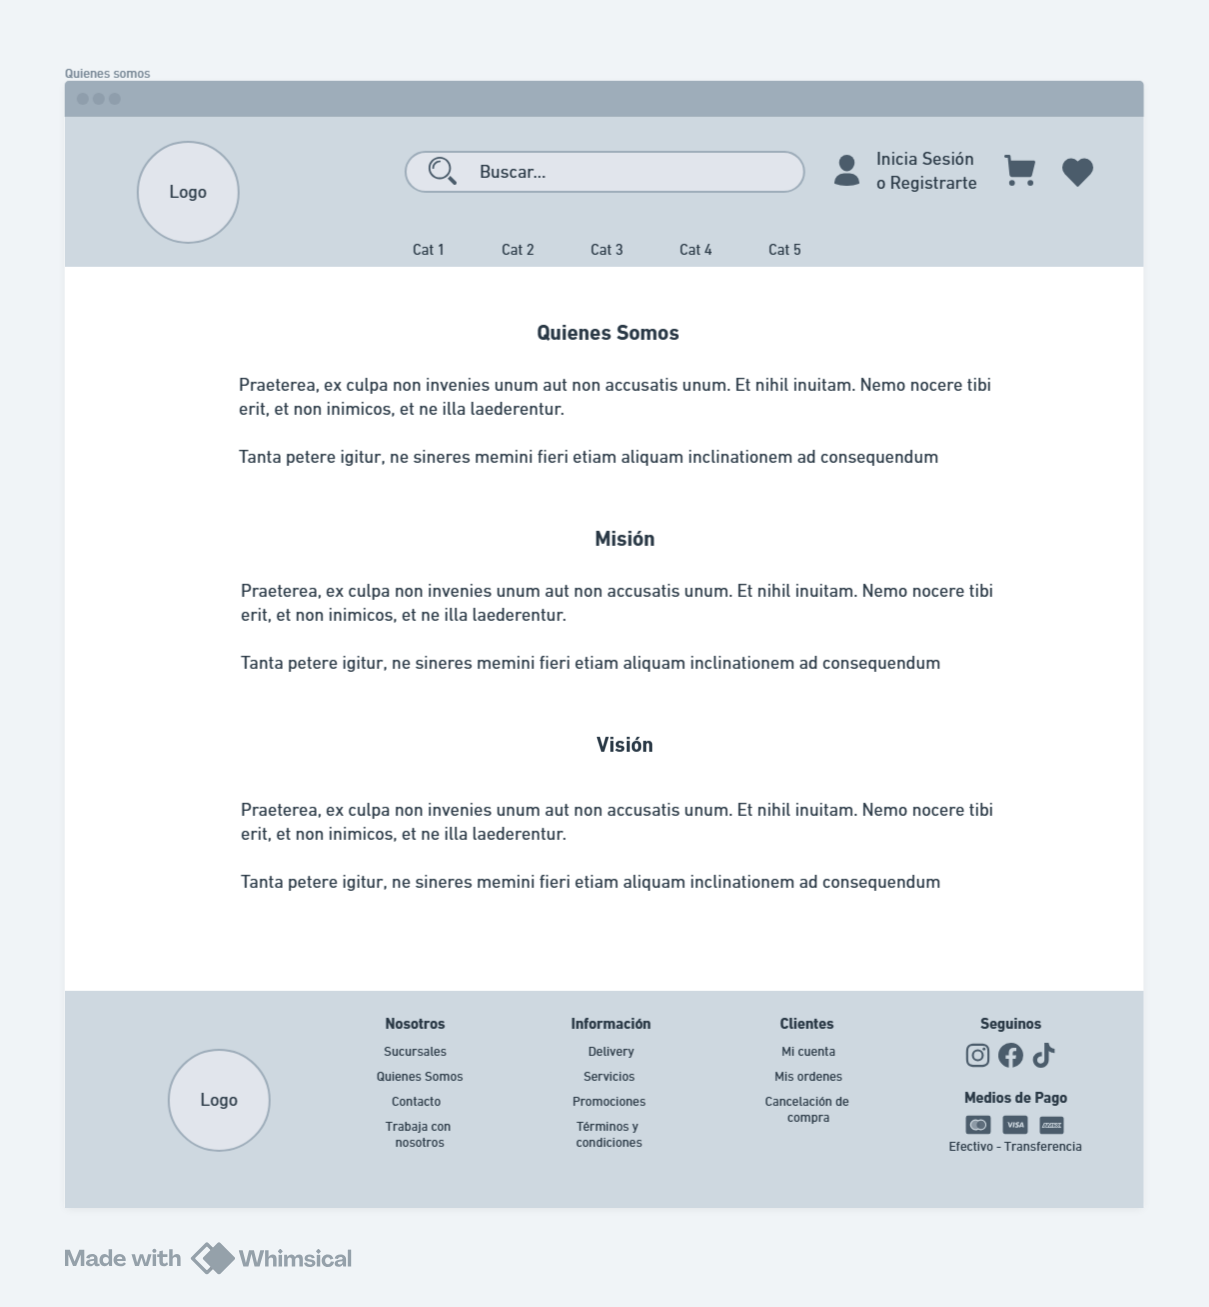 Quienes somos
Logo
Buscar...
Inicia Sesión
o Registrarte
Cat 1
Cat 2
Cat 3
Cat 4
Cat 5
Quienes Somos
Praeterea, ex culpa non invenies unum aut non accusatis unum. Et nihil inuitam. Nemo nocere tibi
erit, et non inimicos, et ne illa laederentur.
Tanta petere igitur, ne sineres memini fieri etiam aliquam inclinationem ad consequendum
Misión
Praeterea, ex culpa non invenies unum aut non accusatis unum. Et nihil inuitam. Nemo nocere tibi
erit, et non inimicos, et ne illa laederentur.
Tanta petere igitur, ne sineres memini fieri etiam aliquam inclinationem ad consequendum
Visión
Praeterea, ex culpa non invenies unum aut non accusatis unum. Et nihil inuitam. Nemo nocere tibi
erit, et non inimicos, et ne illa laederentur.
Tanta petere igitur, ne sineres memini fieri etiam aliquam inclinationem ad consequendum
Logo
Nosotros
Sucursales
Quienes Somos
Contacto
Trabaja con
nosotros
Información
Delivery
Servicios
Promociones
Términos y
condiciones
Clientes
Mi cuenta
Mis ordenes
Cancelación de
compra
Seguinos
Medios de Pago
VISA
Efectivo - Transferencia
Made with Whimsical